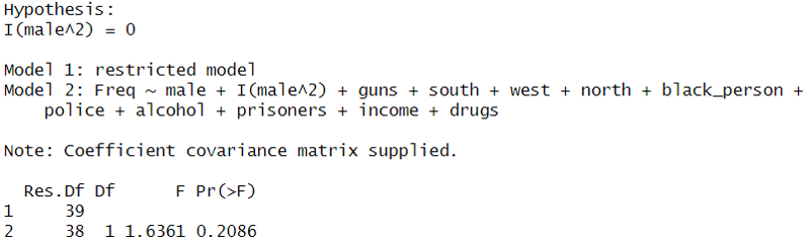 Hypothesis:
I(male^2) = 0
Model 1: restricted model
Model 2: Freq ~ male + I(male^2) + guns + south + west + north + black_person +
    police + alcohol + prisoners + income + drugs
Note: Coefficient covariance matrix supplied.
  Res.Df Df      F Pr(>F)
1     39
2     38  1 1.6361 0.2086